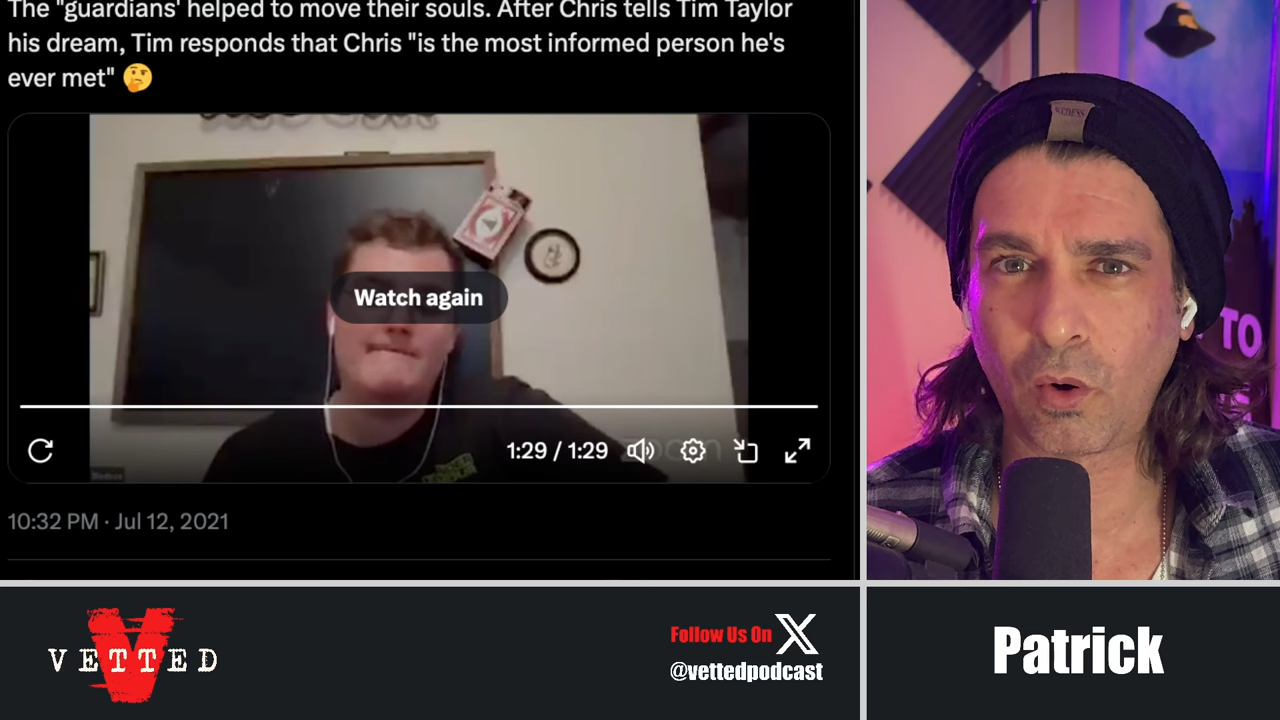 The "guardians' helped to move their souls. After Chris tells Tim Taylor
his dream, Tim responds that Chris "is the most informed person he's
ever met" 🤔
Watch again
1:29 / 1:29
zoom
10:32 PM · Jul 12, 2021
TO
VETTED
Follow Us On X
@vettedpodcast
Patrick